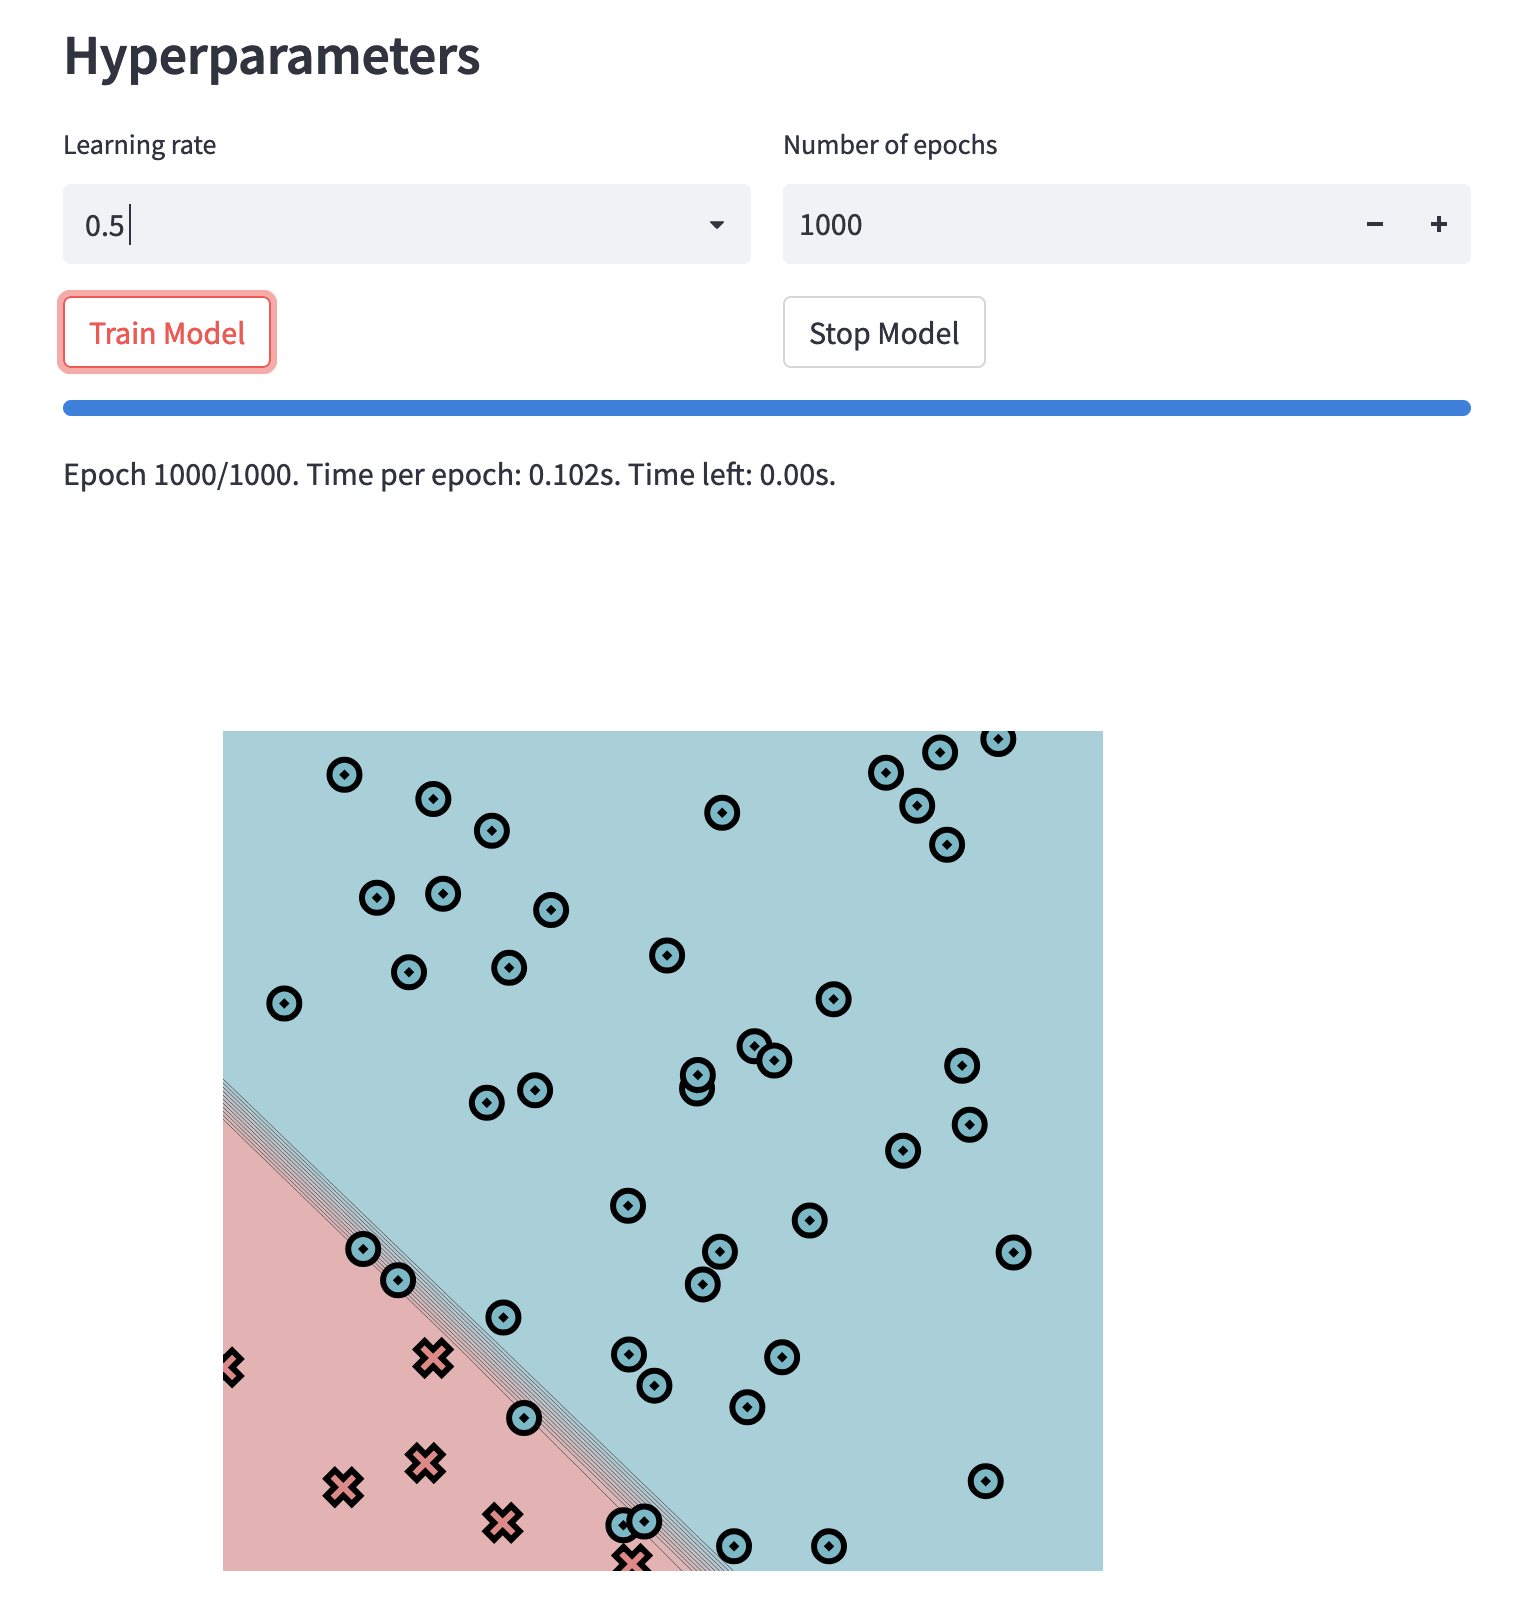 Hyperparameters
Learning rate
Number of epochs
0.5
1000
Train Model
Stop Model
Epoch 1000/1000. Time per epoch: 0.102s. Time left: 0.00s.